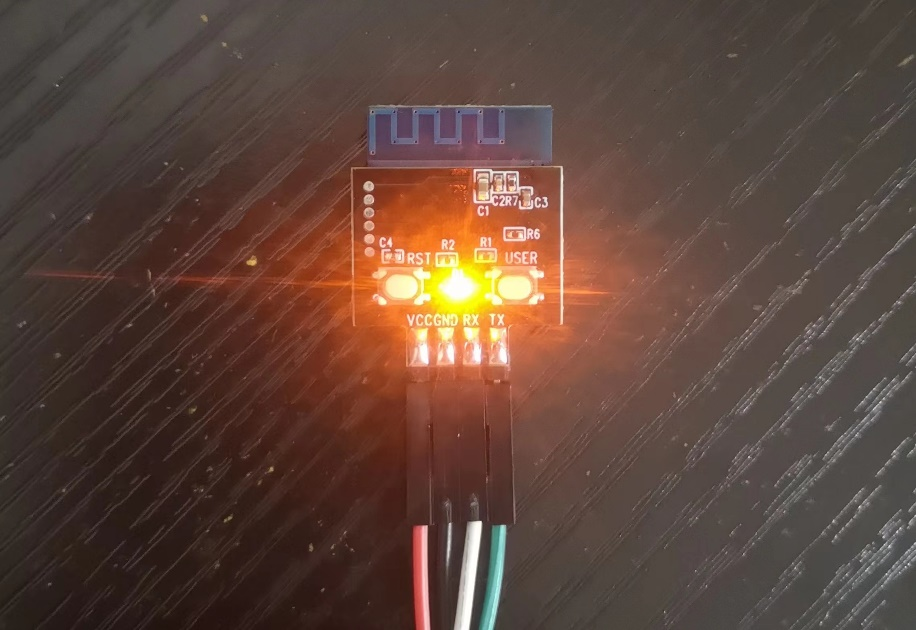 C1
C2R7
C3
R6
C4
RST
R2
R1
USER
VCCGND RX TX